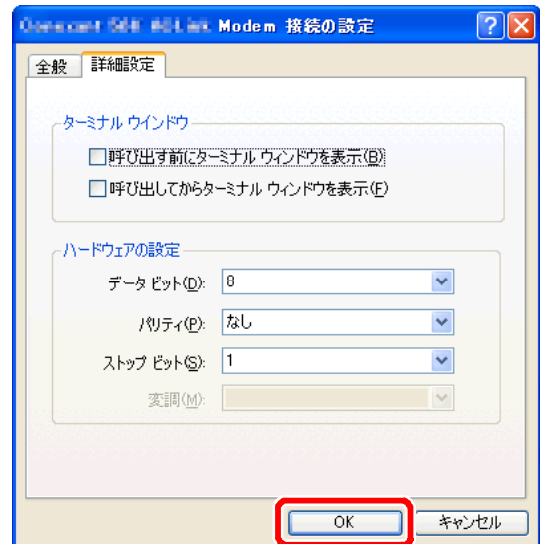 Modem 接続の設定
全般
詳細設定
ターミナル ウインドウ
呼び出す前にターミナル ウィンドウを表示(B)
呼び出してからターミナル ウィンドウを表示(F)
ハードウェアの設定
データ ビット(D): 8
パリティ(P): なし
ストップ ビット(S): 1
変調(M):
OK
キャンセル